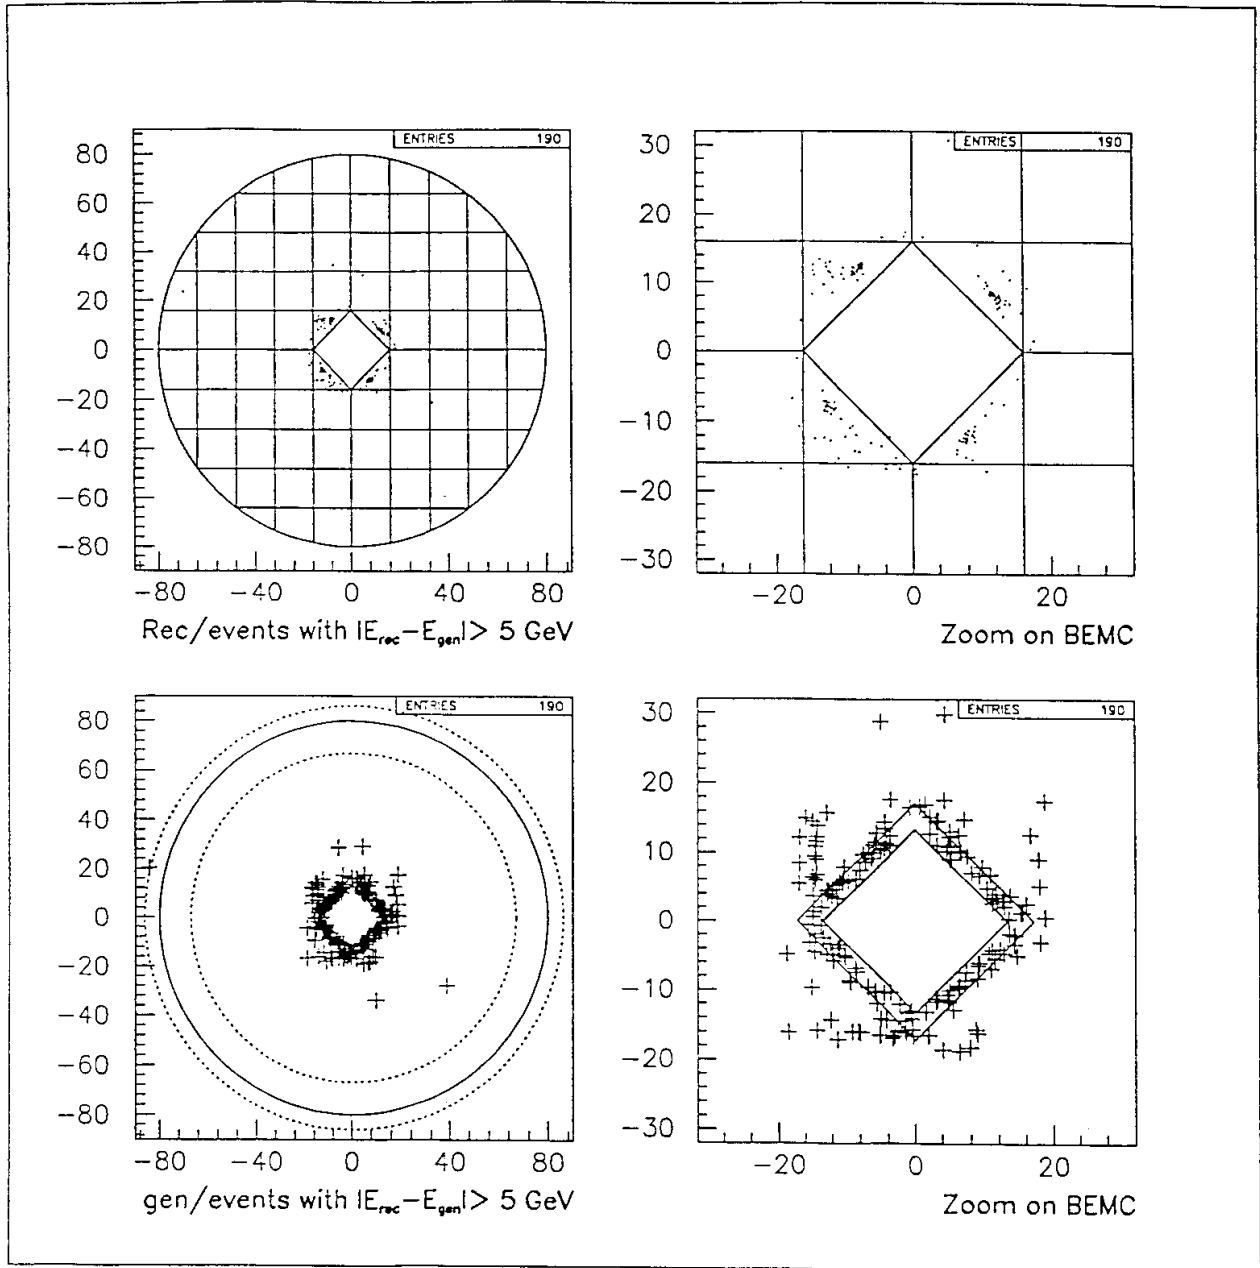 ENTRIES 190
80
60
40
20
0
−20
−40
−60
−80
−80 −40 0 40 80
Rec/events with |E_rec−E_gen|> 5 GeV
ENTRIES 190
30
20
10
0
−10
−20
−30
−20 0 20
Zoom on BEMC
ENTRIES 190
80
60
40
20
0
−20
−40
−60
−80
−80 −40 0 40 80
gen/events with |E_rec−E_gen|> 5 GeV
ENTRIES 190
30
20
10
0
−10
−20
−30
−20 0 20
Zoom on BEMC